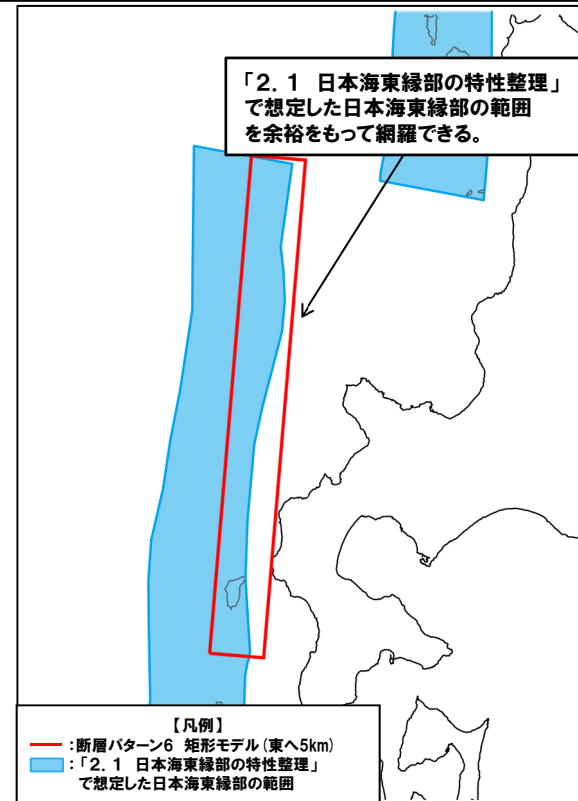 「2.1 日本海東縁部の特性整理」
で想定した日本海東縁部の範囲
を余裕をもって網羅できる。
【凡例】
:断層パターン6 矩形モデル(東へ5km)
:「2.1 日本海東縁部の特性整理」
で想定した日本海東縁部の範囲